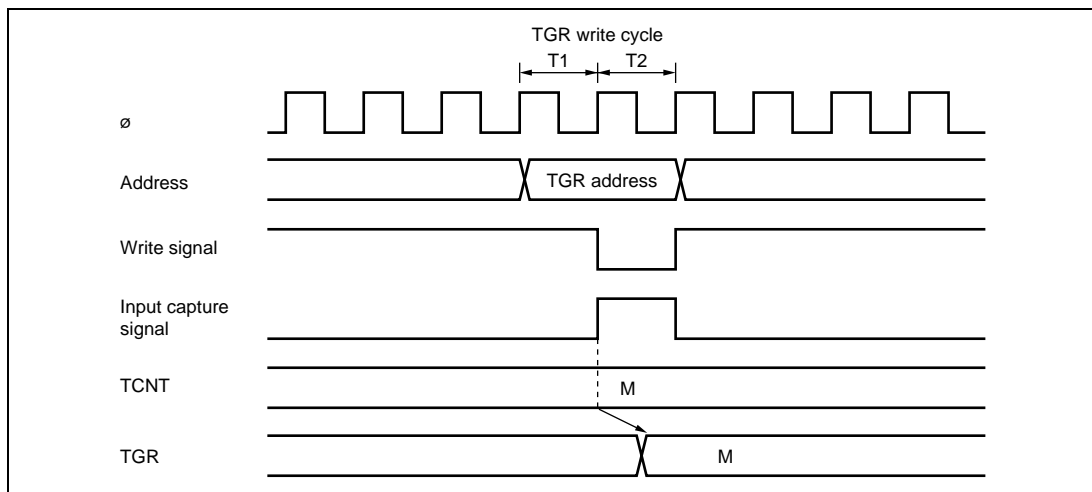 TGR write cycle
T1 T2
ø
Address
TGR address
Write signal
Input capture
signal
TCNT
M
TGR
M